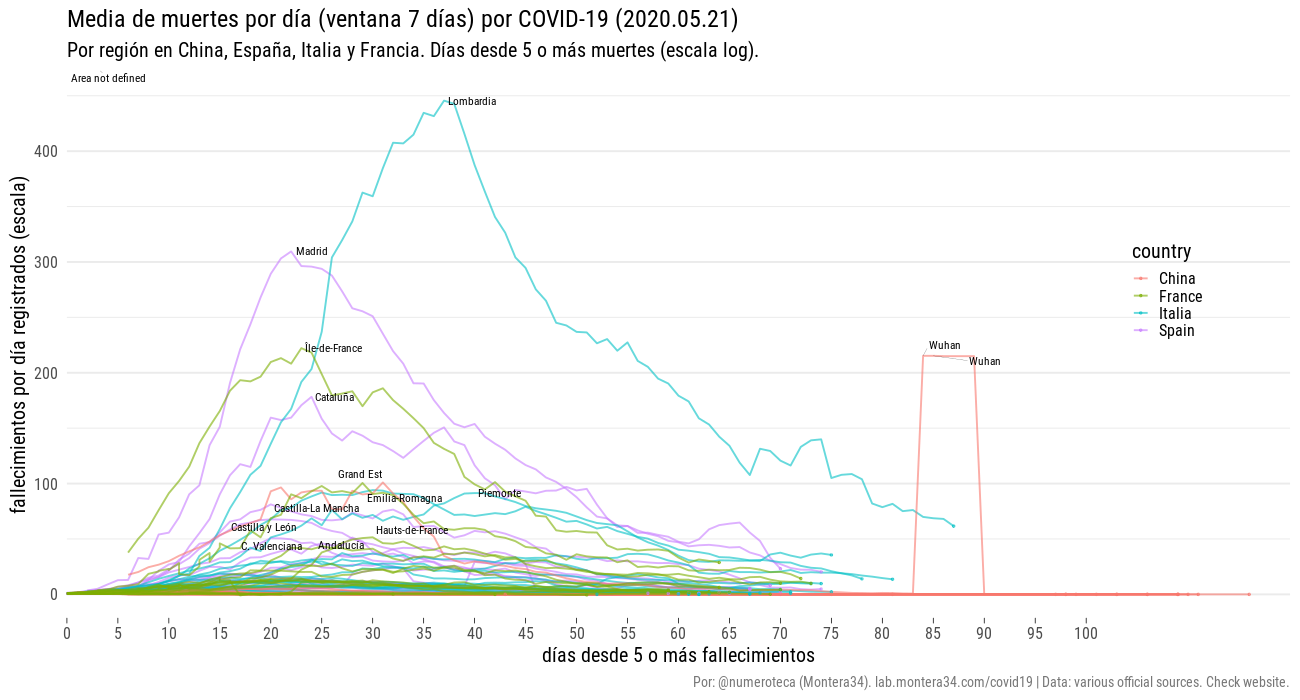 Media de muertes por día (ventana 7 días) por COVID-19 (2020.05.21)
Por región en China, España, Italia y Francia. Días desde 5 o más muertes (escala log).
Area not defined
Lombardia
Madrid
Île-de-France
Cataluña
Wuhan
Wuhan
Grand Est
Emilia-Romagna
Piemonte
Castilla-La Mancha
Castilla y León
Hauts-de-France
C. Valenciana
Andalucía
country
China
France
Italia
Spain
fallecimientos por día registrados (escala)
400
300
200
100
0
0 5 10 15 20 25 30 35 40 45 50 55 60 65 70 75 80 85 90 95 100
días desde 5 o más fallecimientos
Por: @numeroteca (Montera34). lab.montera34.com/covid19 | Data: various official sources. Check website.